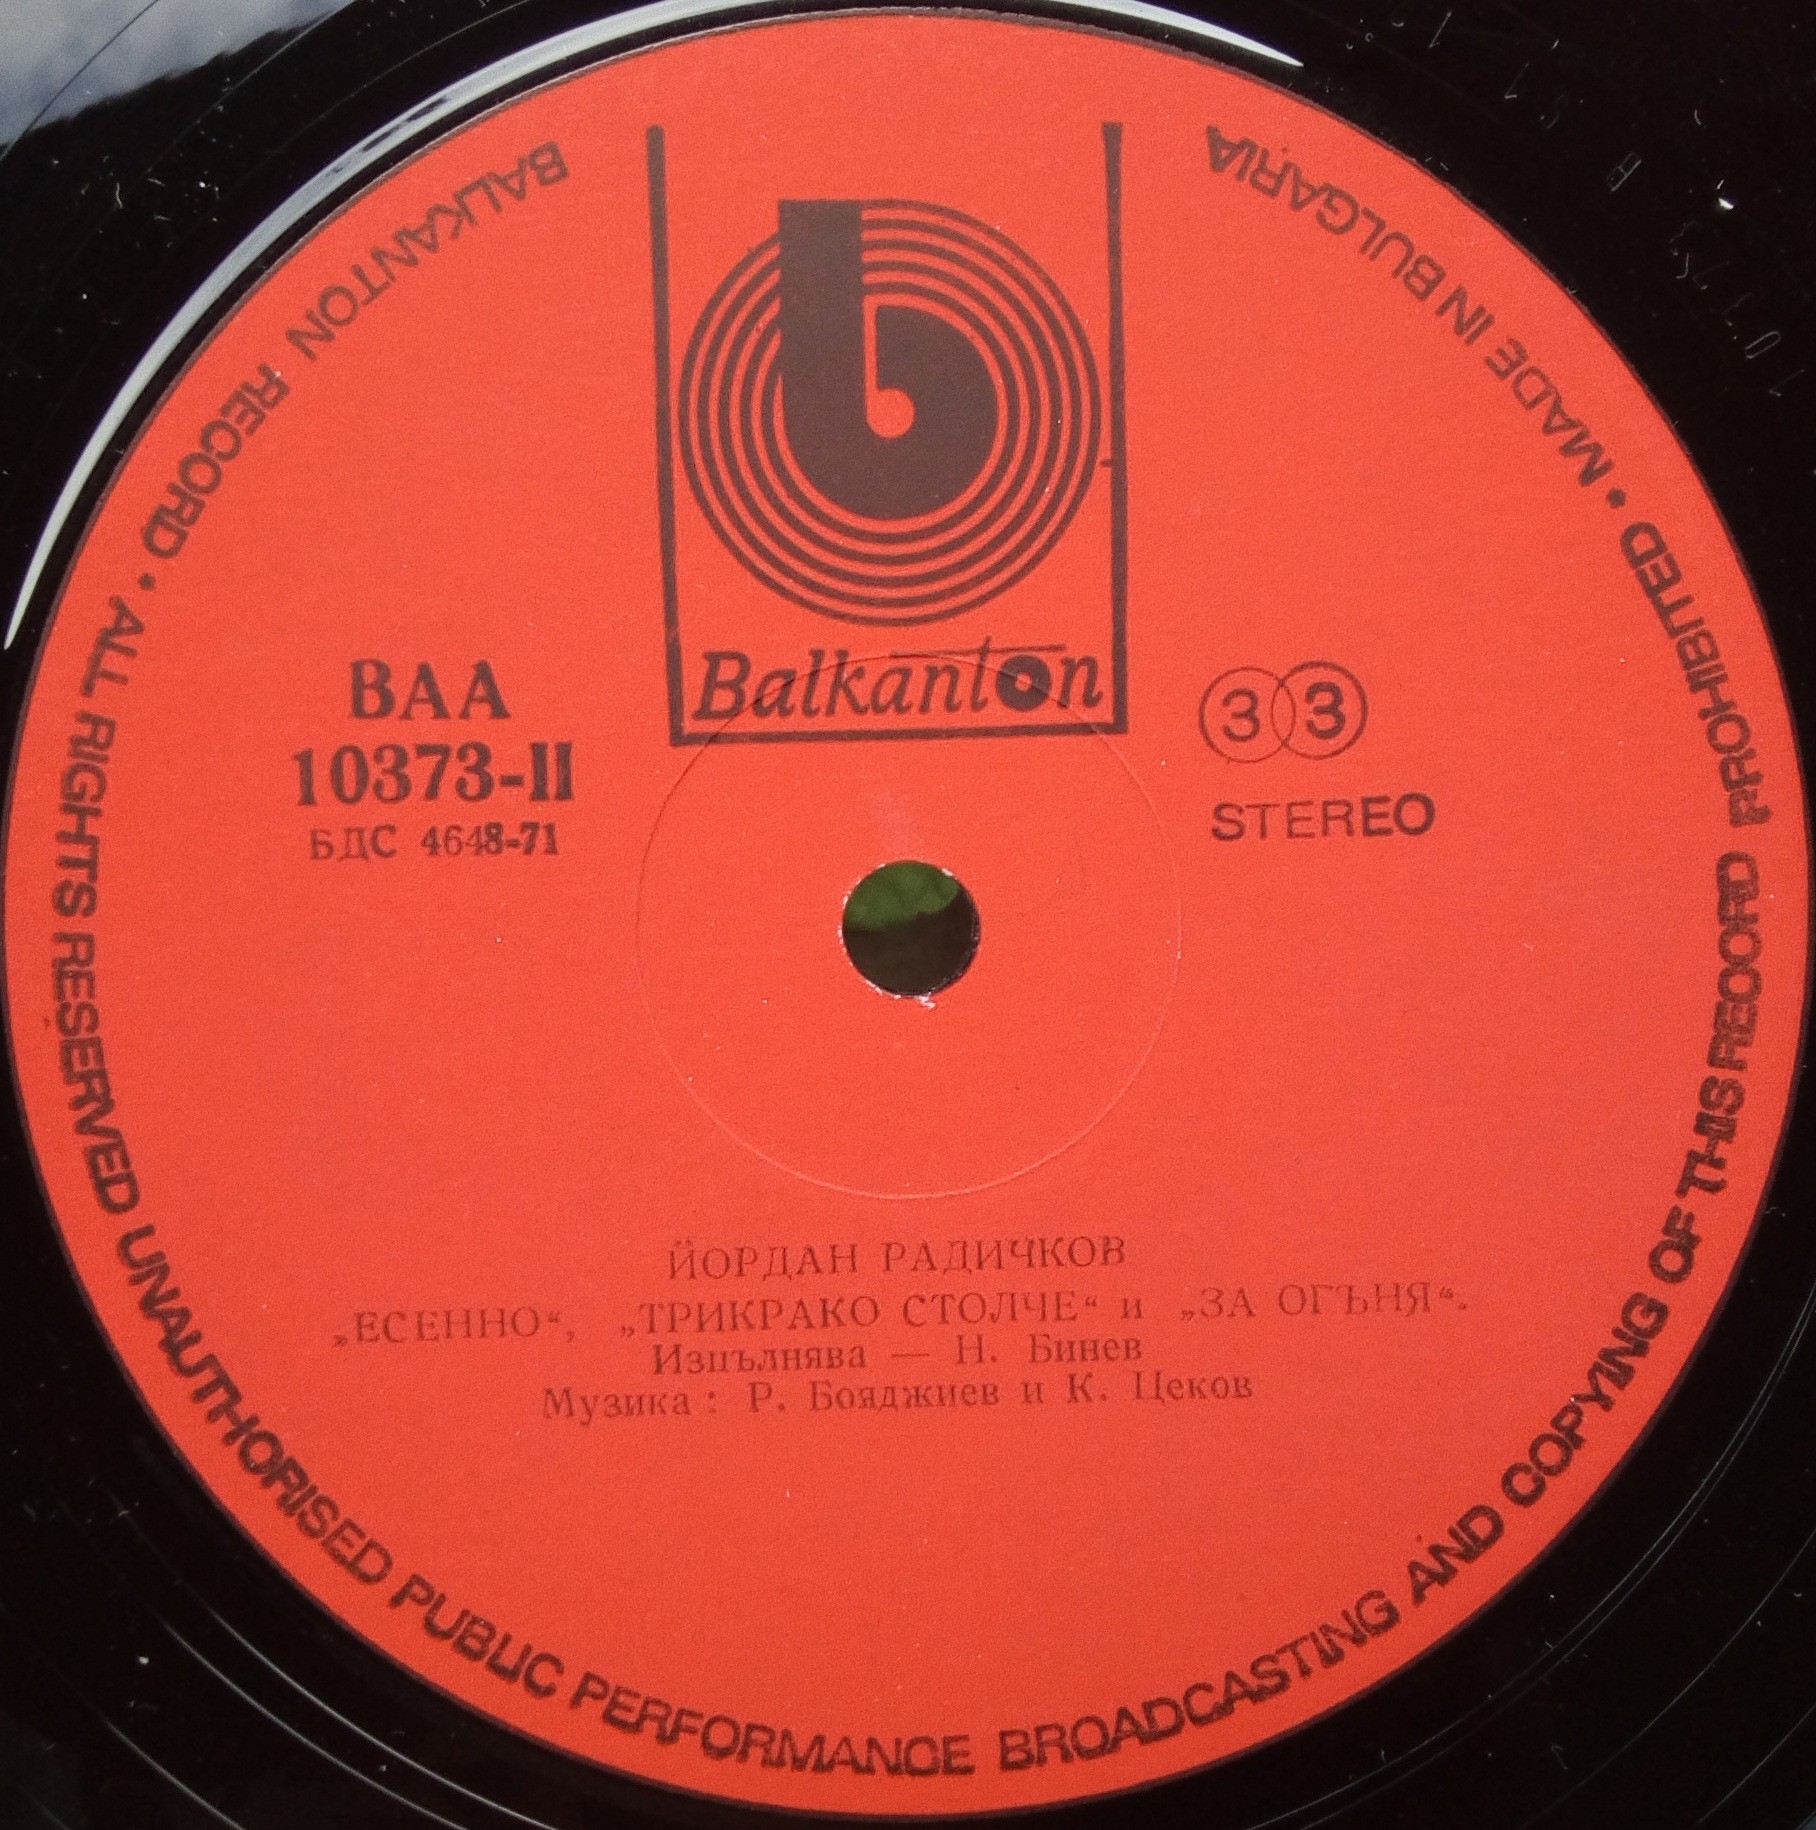 BALKANTON RECORD • ALL RIGHTS RESERVED UNAUTHORISED PUBLIC PERFORMANCE BROADCASTING AND COPYING OF THIS RECORD PROHIBITED • MADE IN BULGARIA
b
Balkanton
ВАА
10373-II
БДС 4648-71
33
STEREO
ЙОРДАН РАДИЧКОВ
„ЕСЕННО“, „ТРИКРАКО СТОЛЧЕ“ и „ЗА ОГЪНЯ“.
Изпълнява — Н. Бинев
Музика: Р. Бояджиев и К. Цеков